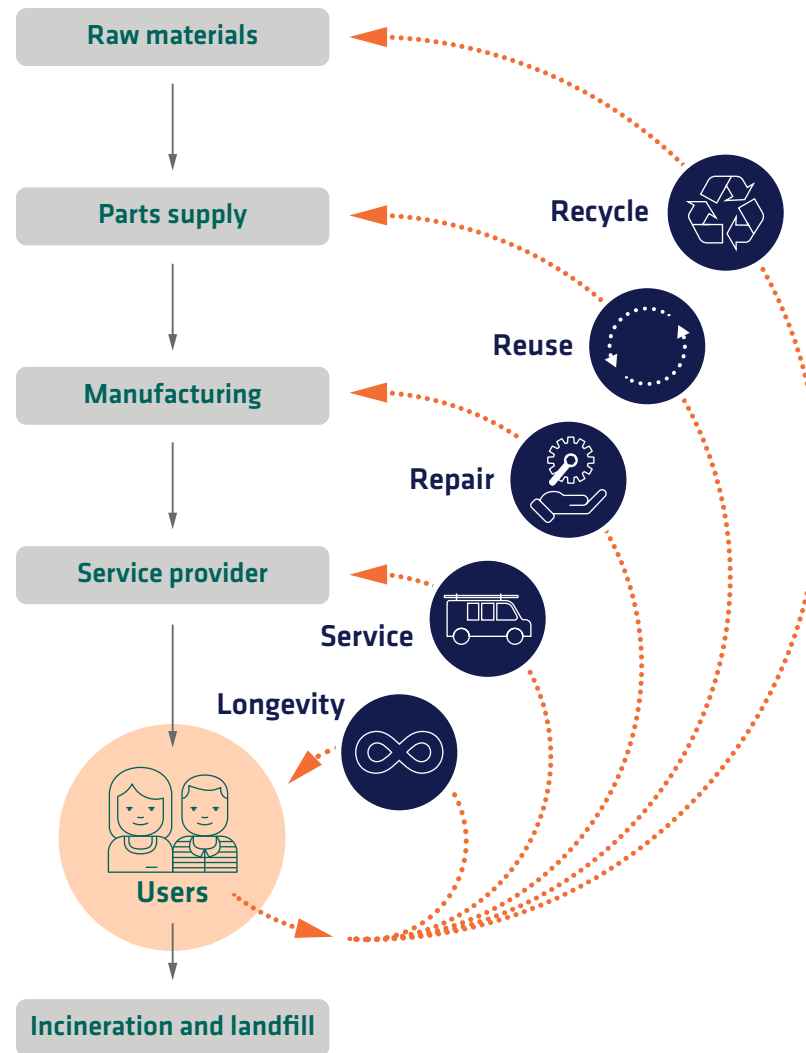 Raw materials
Parts supply
Recycle
Reuse
Manufacturing
Repair
Service provider
Service
Longevity
Users
Incineration and landfill